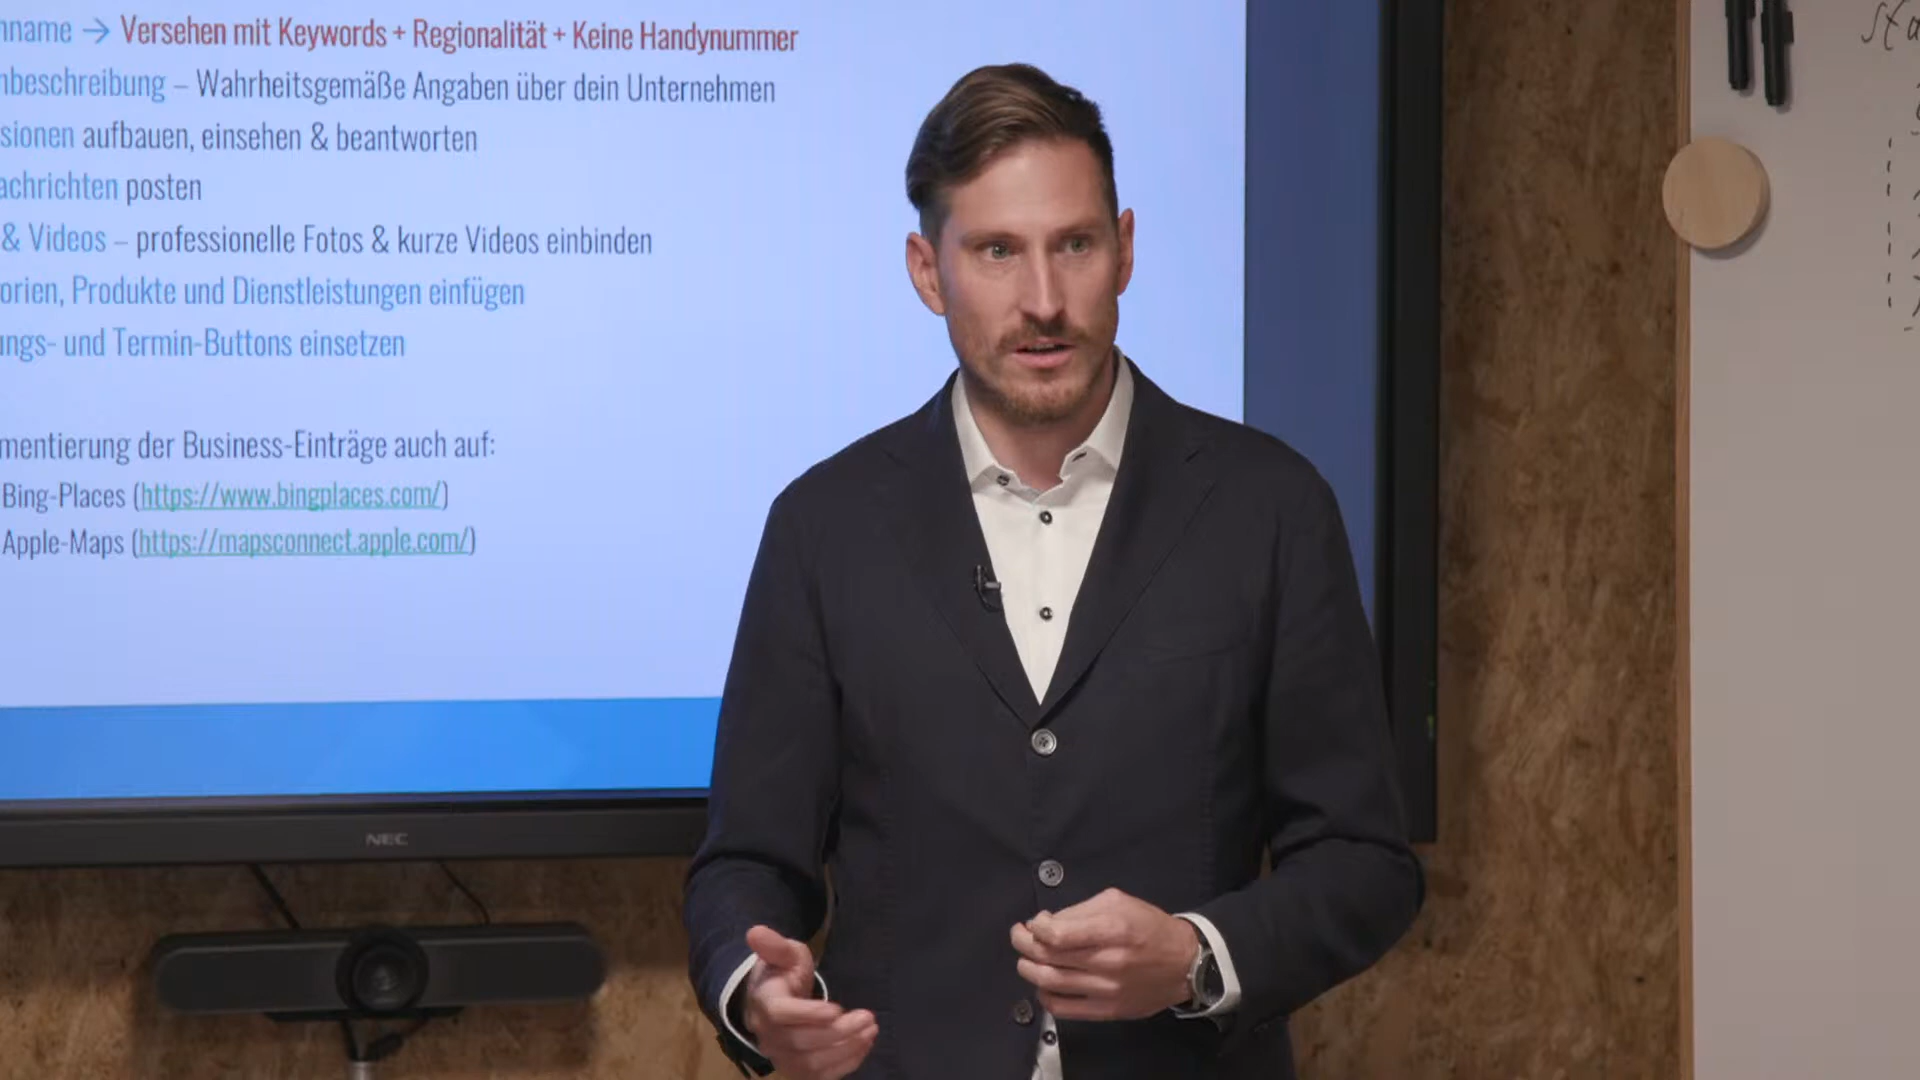 nname → Versehen mit Keywords + Regionalität + Keine Handynummer
nbeschreibung – Wahrheitsgemäße Angaben über dein Unternehmen
sionen aufbauen, einsehen & beantworten
achrichten posten
& Videos – professionelle Fotos & kurze Videos einbinden
orien, Produkte und Dienstleistungen einfügen
ungs- und Termin-Buttons einsetzen
mentierung der Business-Einträge auch auf:
Bing-Places (https://www.bingplaces.com/)
Apple-Maps (https://mapsconnect.apple.com/)
NEC